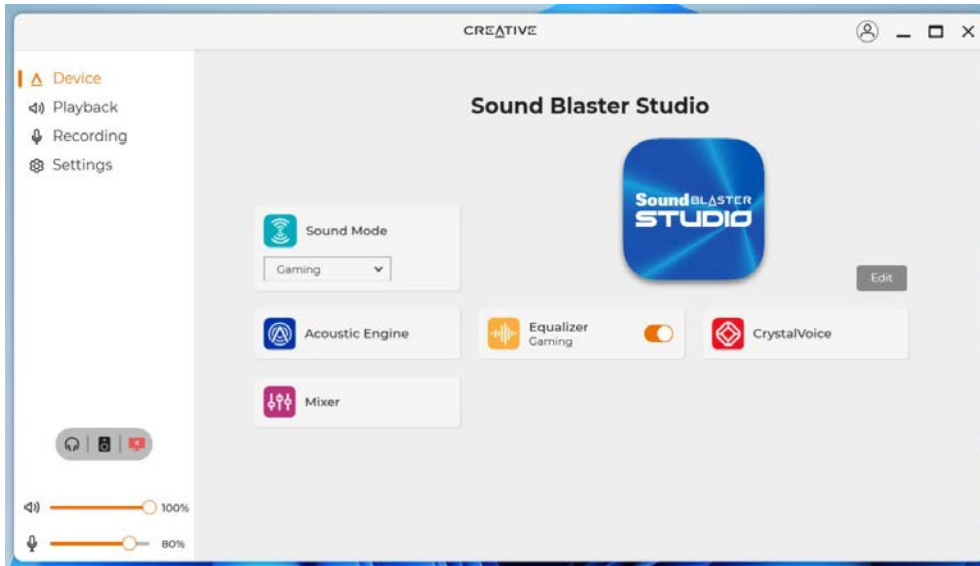 CREATIVE
Device
Playback
Recording
Settings
Sound Blaster Studio
Sound BLASTER
STUDIO
Sound Mode
Gaming
Edit
Acoustic Engine
Equalizer
Gaming
CrystalVoice
Mixer
100%
80%